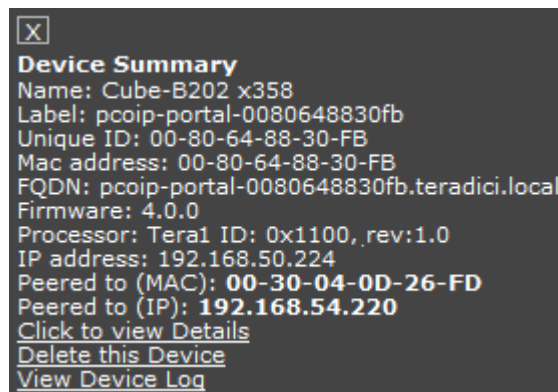 X
Device Summary
Name: Cube-B202 x358
Label: pcoip-portal-0080648830fb
Unique ID: 00-80-64-88-30-FB
Mac address: 00-80-64-88-30-FB
FQDN: pcoip-portal-0080648830fb.teradici.local
Firmware: 4.0.0
Processor: Tera1 ID: 0x1100, rev:1.0
IP address: 192.168.50.224
Peered to (MAC): 00-30-04-0D-26-FD
Peered to (IP): 192.168.54.220
Click to view Details
Delete this Device
View Device Log